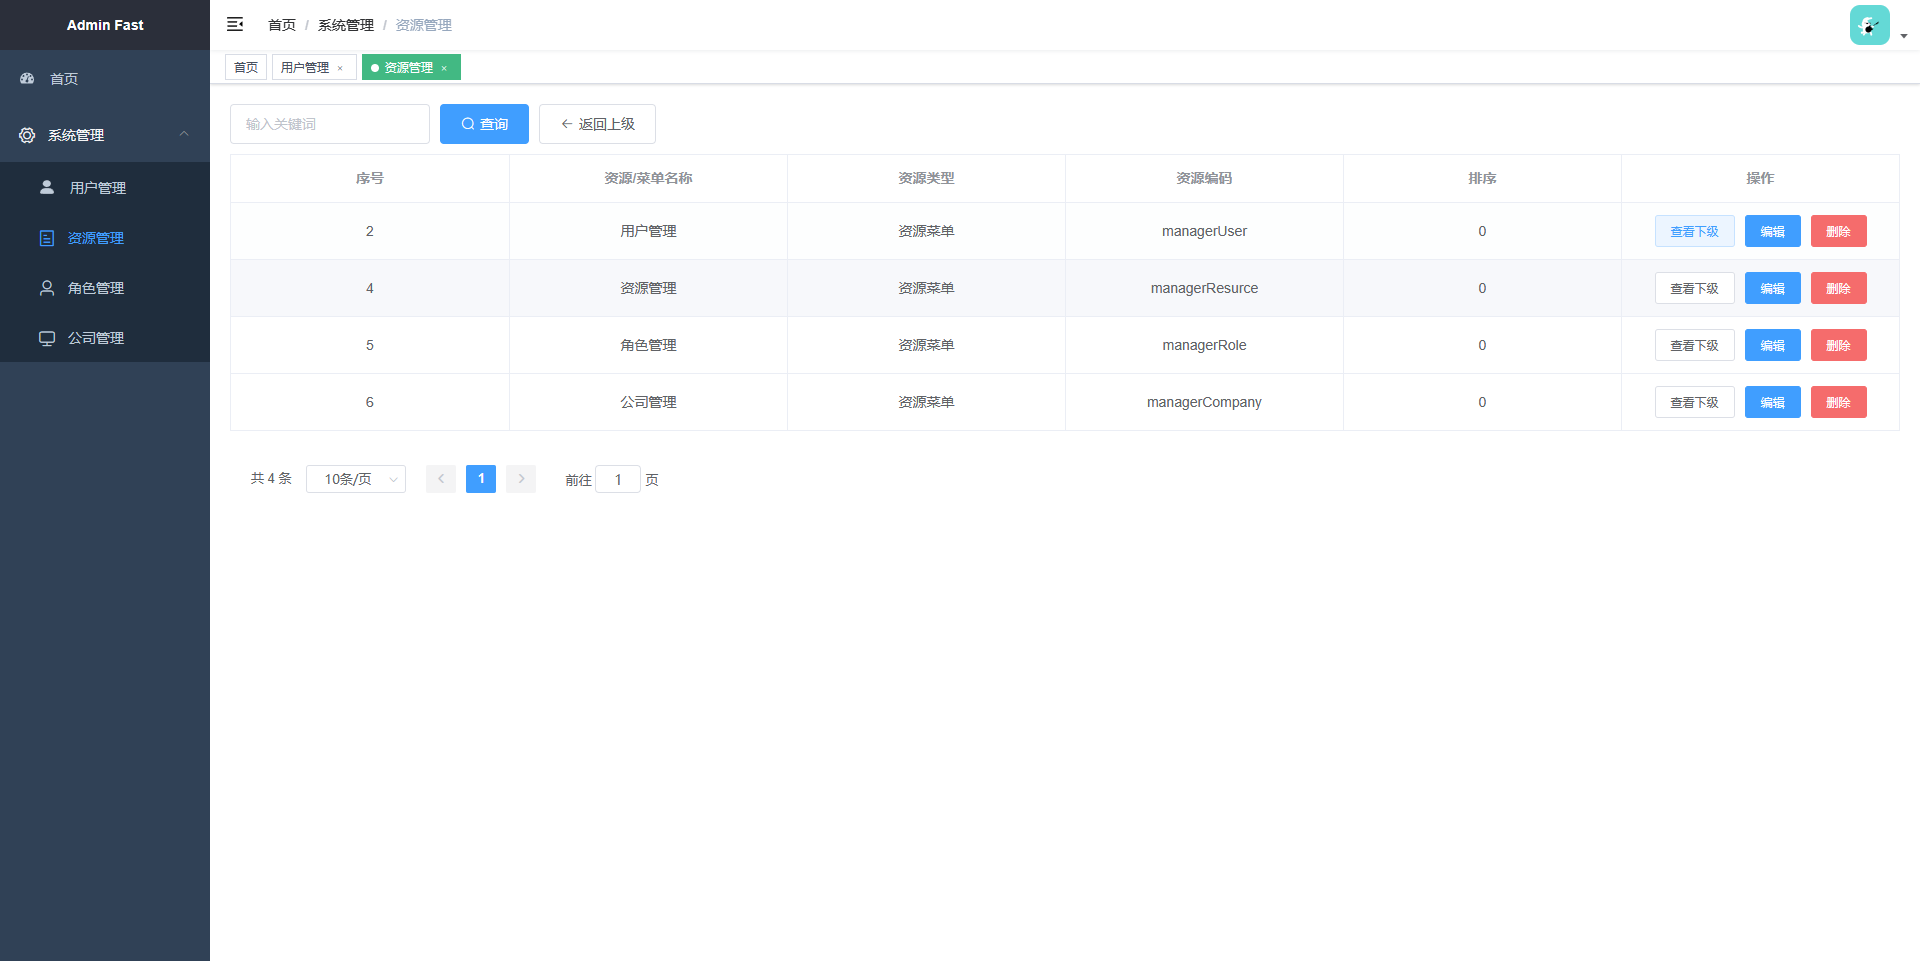 Admin Fast
首页
系统管理
用户管理
资源管理
角色管理
公司管理
首页 / 系统管理 / 资源管理
首页 用户管理 × 资源管理 ×
输入关键词 查询 返回上级
序号 资源/菜单名称 资源类型 资源编码 排序 操作
2 用户管理 资源菜单 managerUser 0 查看下级 编辑 删除
4 资源管理 资源菜单 managerResurce 0 查看下级 编辑 删除
5 角色管理 资源菜单 managerRole 0 查看下级 编辑 删除
6 公司管理 资源菜单 managerCompany 0 查看下级 编辑 删除
共 4 条 10条/页 1 前往 1 页